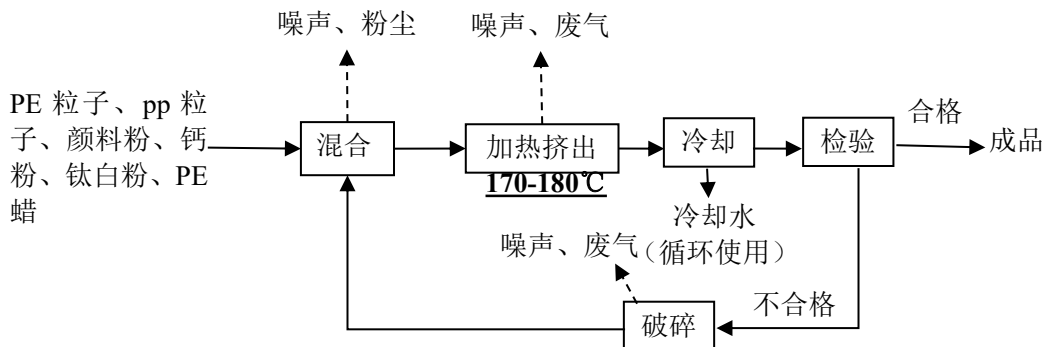 噪声、粉尘
噪声、废气
PE 粒子、pp 粒
子、颜料粉、钙
粉、钛白粉、PE
蜡
混合
加热挤出
170-180℃
冷却
检验
合格
成品
冷却水
（循环使用）
噪声、废气
不合格
破碎